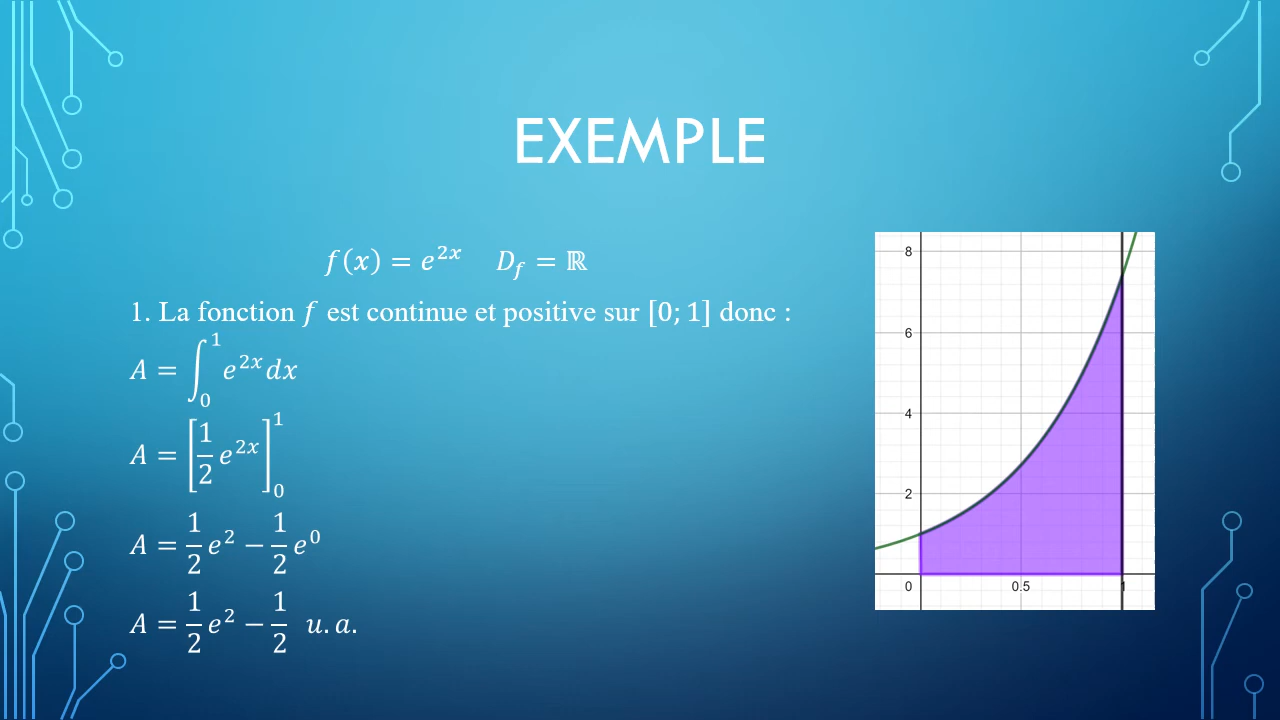 EXEMPLE
f(x) = e^{2x}   D_f = ℝ
1. La fonction f est continue et positive sur [0; 1] donc :
A = ∫_0^1 e^{2x} dx
A = [1/2 e^{2x}]_0^1
A = 1/2 e^2 − 1/2 e^0
A = 1/2 e^2 − 1/2 u.a.
8
6
4
2
0 0.5 1